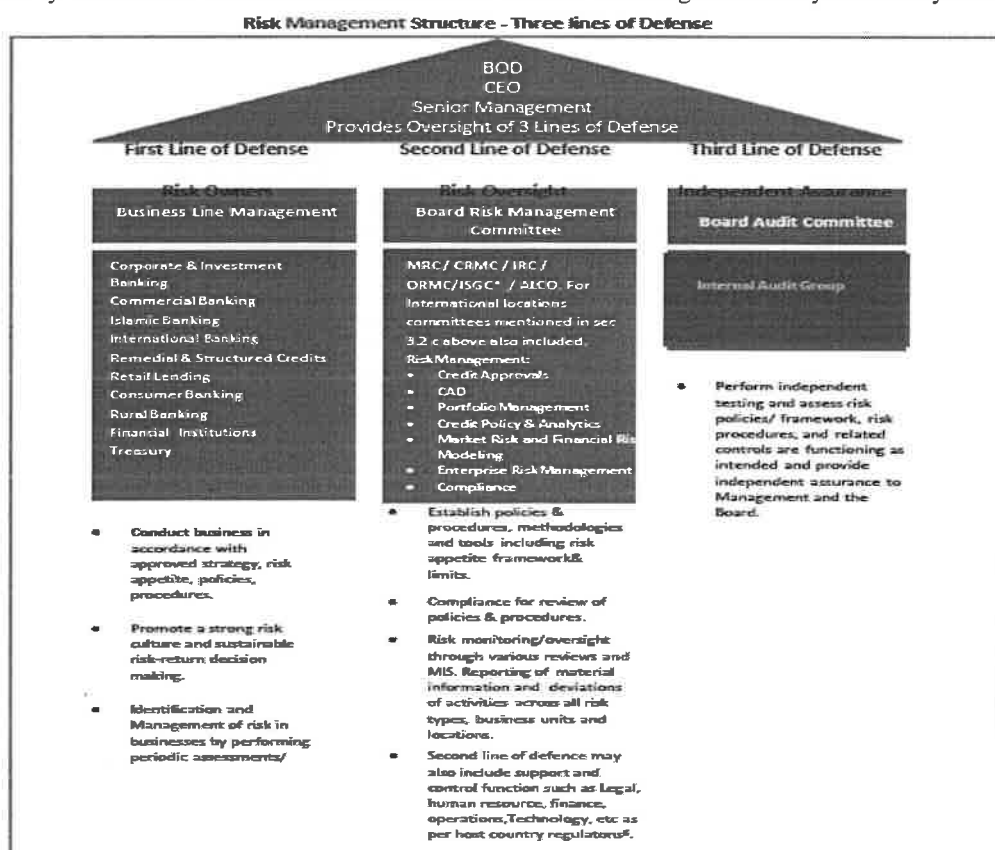 Risk Management Structure - Three lines of Defense
BOD
CEO
Senior Management
Provides Oversight of 3 Lines of Defense
First Line of Defense
Risk Owners
Business Line Management
Corporate & Investment
Banking
Commercial Banking
Islamic Banking
International Banking
Remedial & Structured Credits
Retail Lending
Consumer Banking
Rural Banking
Financial Institutions
Treasury
• Conduct business in
accordance with
approved strategy, risk
appetite, policies,
procedures.
• Promote a strong risk
culture and sustainable
risk-return decision
making.
• Identification and
Management of risk in
businesses by performing
periodic assessments/
Second Line of Defense
Risk Oversight
Board Risk Management
Committee
MRC/ CRMC / IRC /
ORMC/ISGC* / ALCO. For
International locations
committees mentioned in sec
3.2 c above also included.
Risk Management:
• Credit Approvals
• CAD
• Portfolio Management
• Credit Policy & Analytics
• Market Risk and Financial Ris
Modeling
• Enterprise Risk Management
• Compliance
• Establish policies &
procedures, methodologies
and tools including risk
appetite framework&
limits.
• Compliance for review of
policies & procedures.
• Risk monitoring/oversight
through various reviews and
MIS. Reporting of material
information and deviations
of activities across all risk
types, business units and
locations.
• Second line of defence may
also include support and
control function such as Legal,
human resource, finance,
operations,Technology, etc as
per host country regulators.
Third Line of Defense
Independent Assurance
Board Audit Committee
Internal Audit Group
• Perform independent
testing and assess risk
policies/ framework, risk
procedures, and related
controls are functioning as
intended and provide
independent assurance to
Management and the
Board.